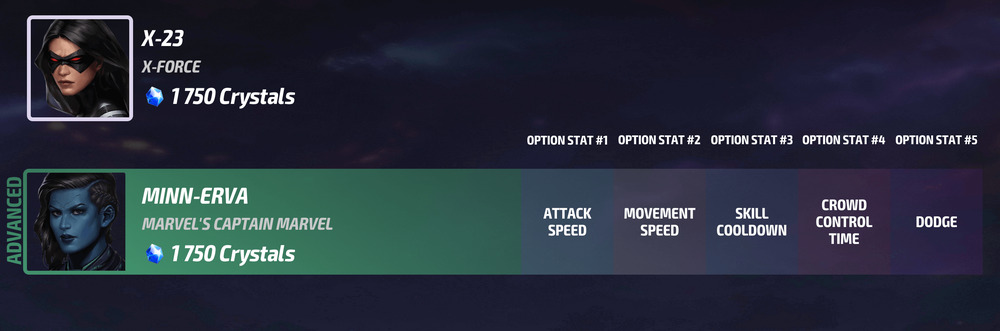 X-23
X-FORCE
1 750 Crystals
OPTION STAT #1 OPTION STAT #2 OPTION STAT #3 OPTION STAT #4 OPTION STAT #5
ADVANCED
MINN-ERVA
MARVEL'S CAPTAIN MARVEL
1 750 Crystals
ATTACK
SPEED
MOVEMENT
SPEED
SKILL
COOLDOWN
CROWD
CONTROL
TIME
DODGE